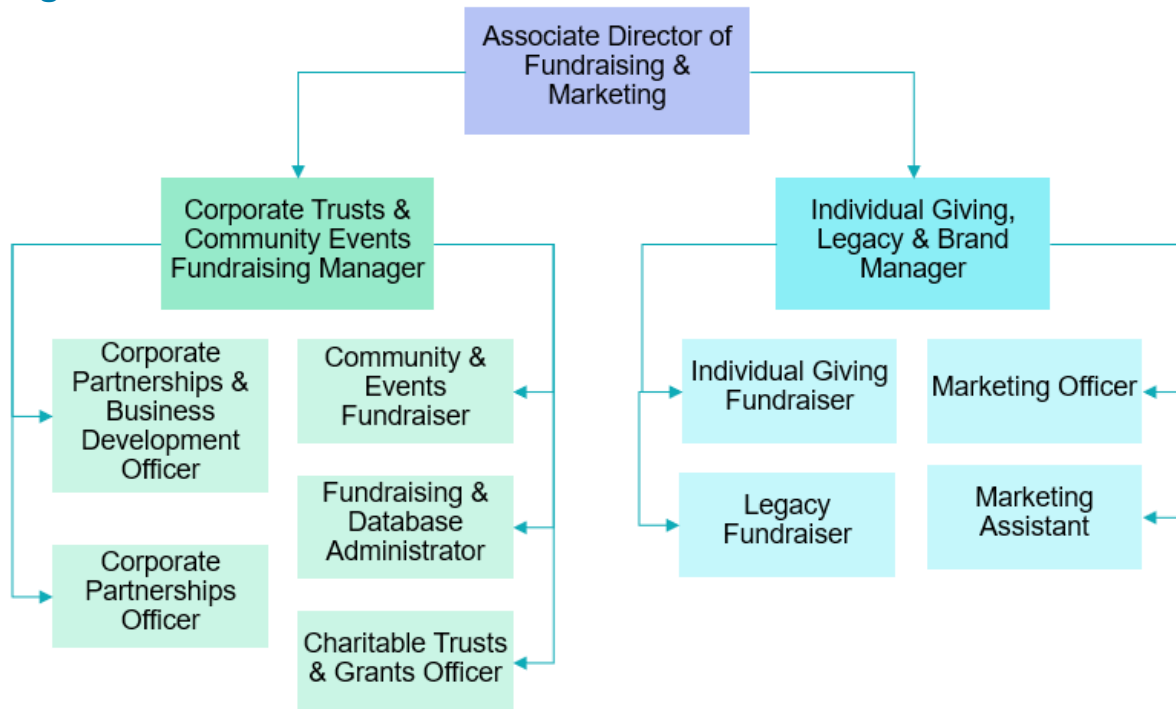 Associate Director of
Fundraising &
Marketing
Corporate Trusts &
Community Events
Fundraising Manager
Individual Giving,
Legacy & Brand
Manager
Corporate
Partnerships &
Business
Development
Officer
Community &
Events
Fundraiser
Individual Giving
Fundraiser
Marketing Officer
Fundraising &
Database
Administrator
Legacy
Fundraiser
Marketing
Assistant
Corporate
Partnerships
Officer
Charitable Trusts
& Grants Officer